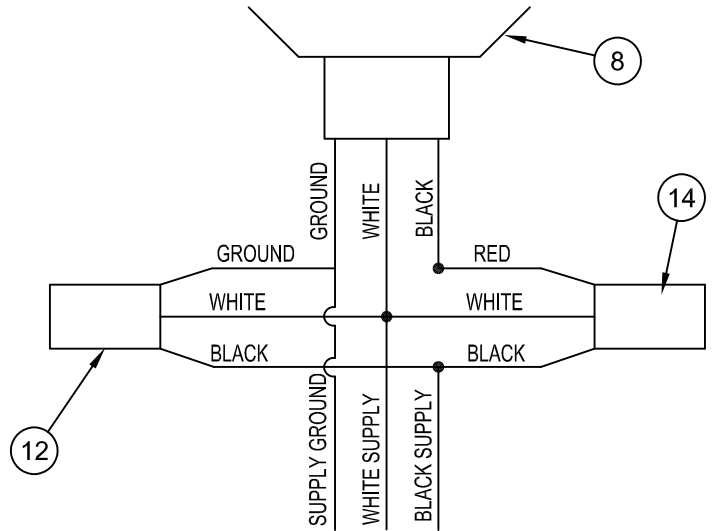 8
GROUND
WHITE
BLACK
14
GROUND
RED
WHITE
WHITE
BLACK
BLACK
12
SUPPLY GROUND
WHITE SUPPLY
BLACK SUPPLY